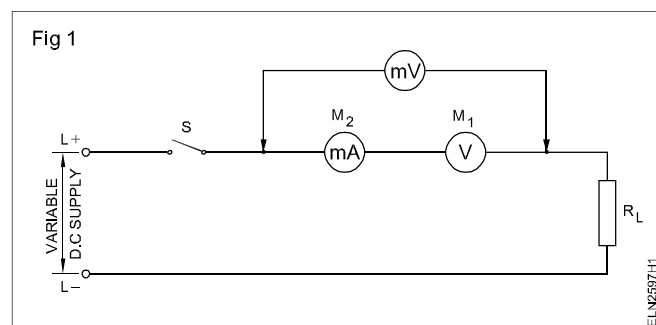 Fig 1
mV
M2
M1
S
L+
mA
V
VARIABLE
D.C SUPPLY
RL
L–
ELN2597H1